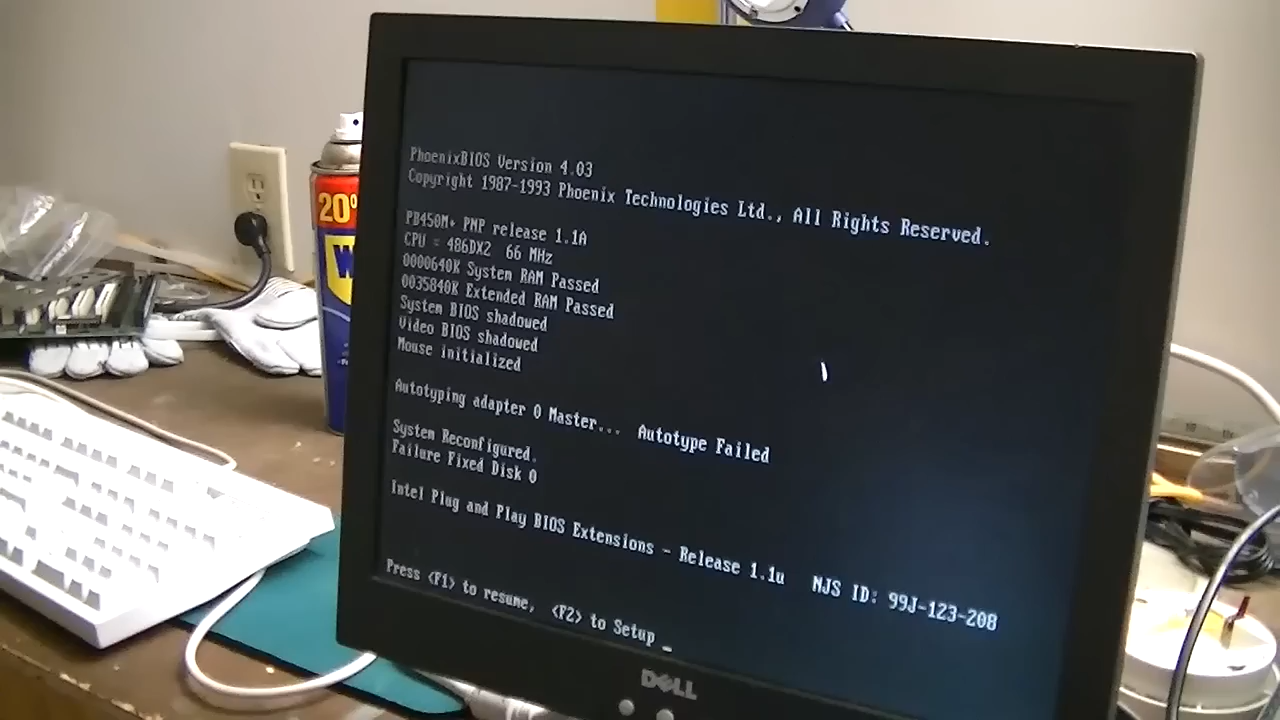 PhoenixBIOS Version 4.03
Copyright 1987-1993 Phoenix Technologies Ltd., All Rights Reserved.
PB450M+ PNP release 1.1A
CPU = 486DX2 66 MHz
0000640K System RAM Passed
0035840K Extended RAM Passed
System BIOS shadowed
Video BIOS shadowed
Mouse initialized
Autotyping adapter 0 Master... Autotype Failed
System Reconfigured.
Failure Fixed Disk 0
Intel Plug and Play BIOS Extensions - Release 1.1u NJS ID: 99J-123-208
Press <F1> to resume, <F2> to Setup _
DELL
20%
W